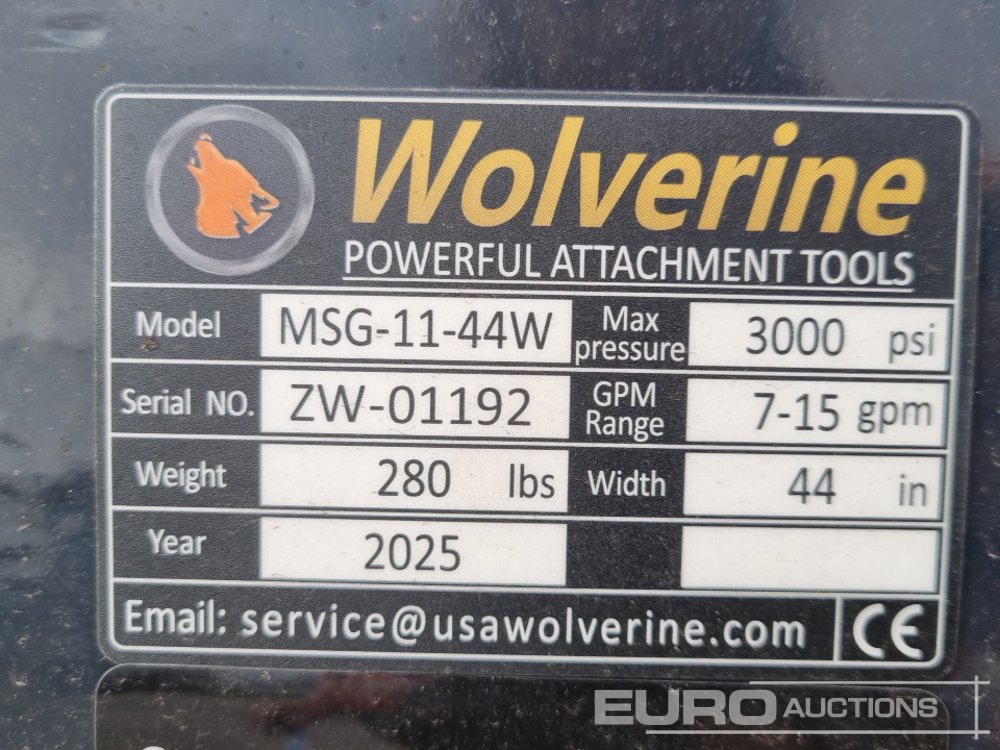 Wolverine
POWERFUL ATTACHMENT TOOLS
Model MSG-11-44W Max pressure 3000 psi
Serial NO. ZW-01192 GPM Range 7-15 gpm
Weight 280 lbs Width 44 in
Year 2025
Email: service@usawolverine.com CE
EURO AUCTIONS